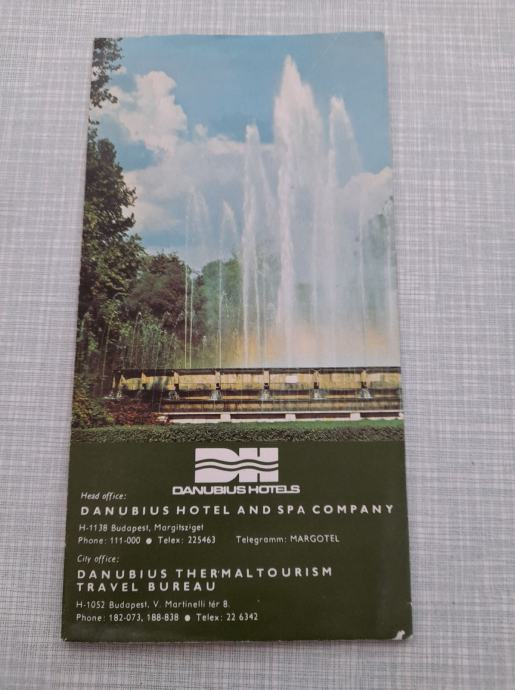 DH
DANUBIUS HOTELS
Head office:
DANUBIUS HOTEL AND SPA COMPANY
H-1138 Budapest, Margitsziget
Phone: 111-000 ● Telex: 225463 Telegramm: MARGOTEL
City office:
DANUBIUS THERMALTOURISM
TRAVEL BUREAU
H-1052 Budapest, V. Martinelli tér 8.
Phone: 182-073, 188-838 ● Telex: 22 6342